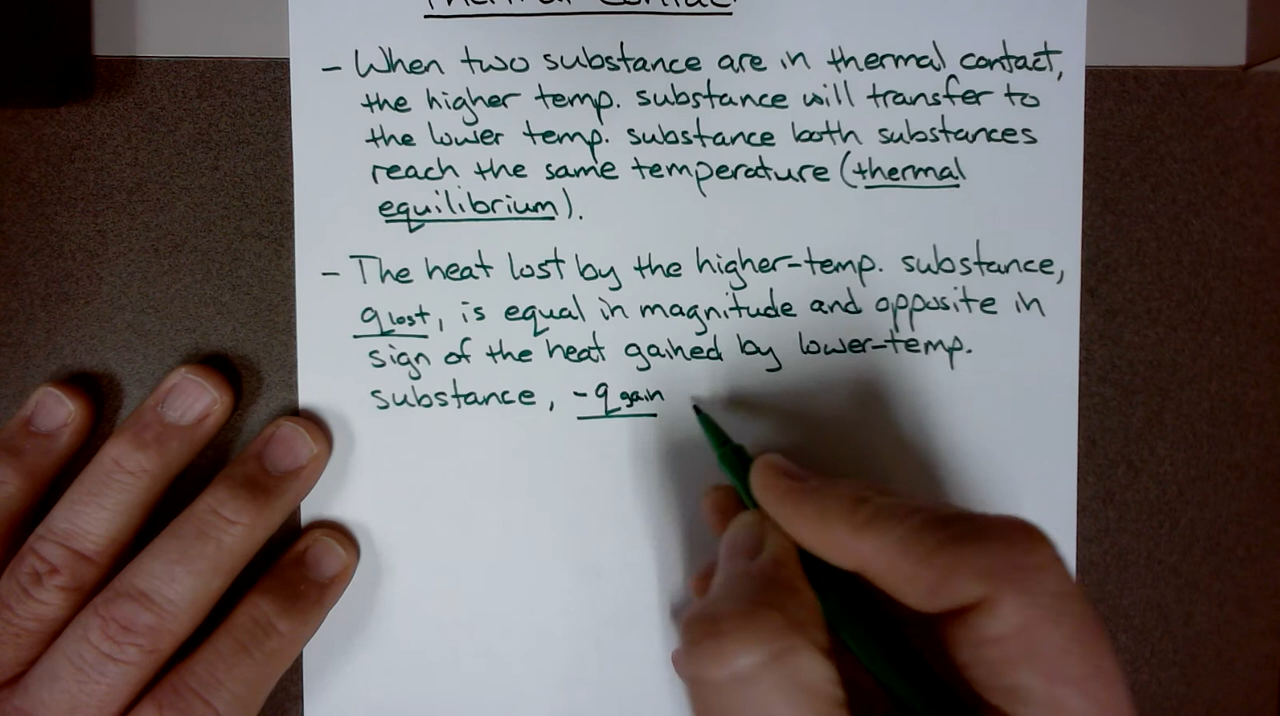 Thermal Contact
- When two substance are in thermal contact,
the higher temp. substance will transfer to
the lower temp. substance both substances
reach the same temperature (thermal
equilibrium).
- The heat lost by the higher-temp. substance,
qlost, is equal in magnitude and opposite in
sign of the heat gained by lower-temp.
substance, -qgain